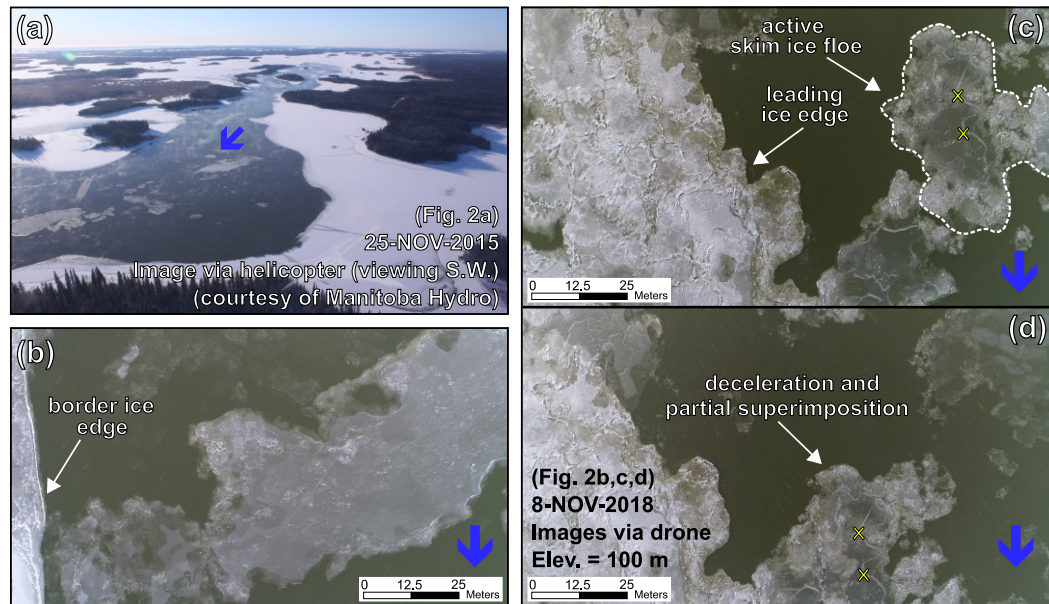 (a)
(Fig. 2a)
25-NOV-2015
Image via helicopter (viewing S.W.)
(courtesy of Manitoba Hydro)
(b)
border ice
edge
0 12.5 25
Meters
(c)
active
skim ice floe
leading
ice edge
0 12.5 25
Meters
(d)
deceleration and
partial superimposition
(Fig. 2b,c,d)
8-NOV-2018
Images via drone
Elev. = 100 m
0 12.5 25
Meters